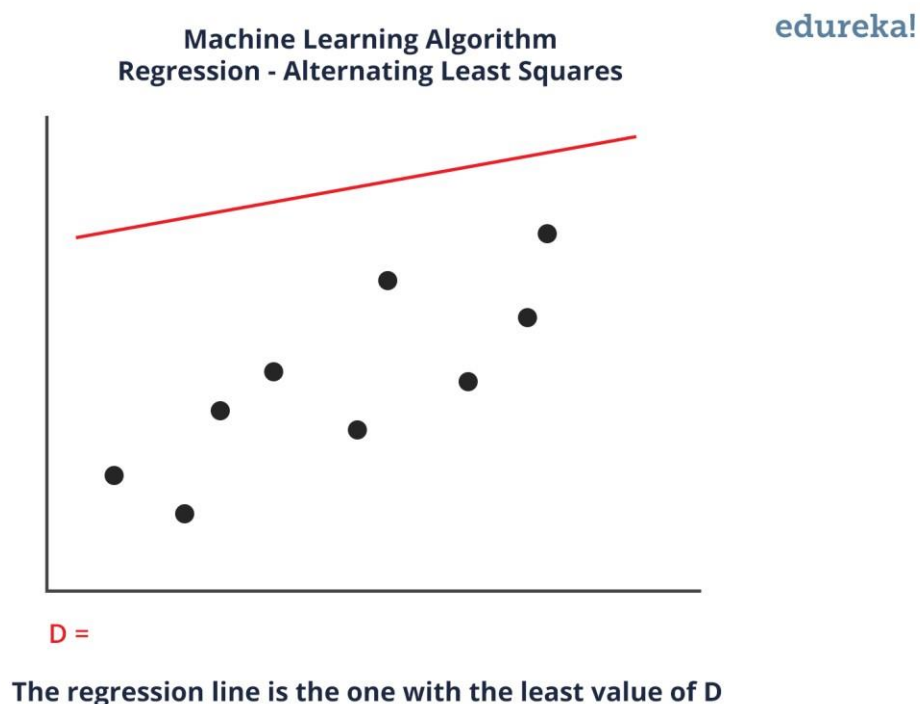 edureka!
Machine Learning Algorithm
Regression - Alternating Least Squares
D =
The regression line is the one with the least value of D